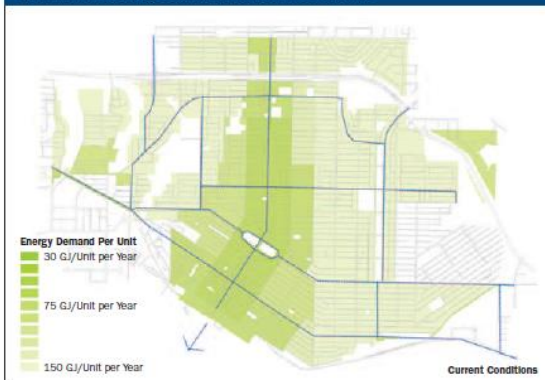 Energy Demand Per Unit
30 GJ/Unit per Year
75 GJ/Unit per Year
150 GJ/Unit per Year
Current Conditions